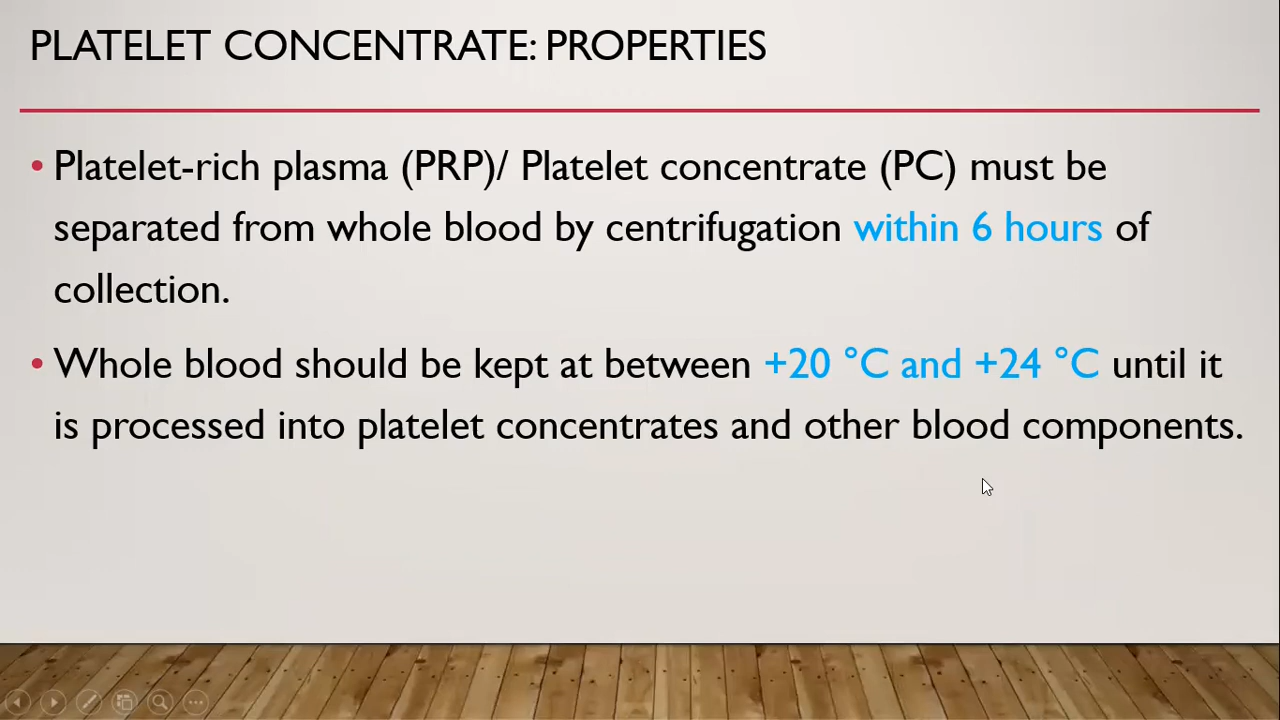 PLATELET CONCENTRATE: PROPERTIES
• Platelet-rich plasma (PRP)/ Platelet concentrate (PC) must be
separated from whole blood by centrifugation within 6 hours of
collection.
• Whole blood should be kept at between +20 °C and +24 °C until it
is processed into platelet concentrates and other blood components.